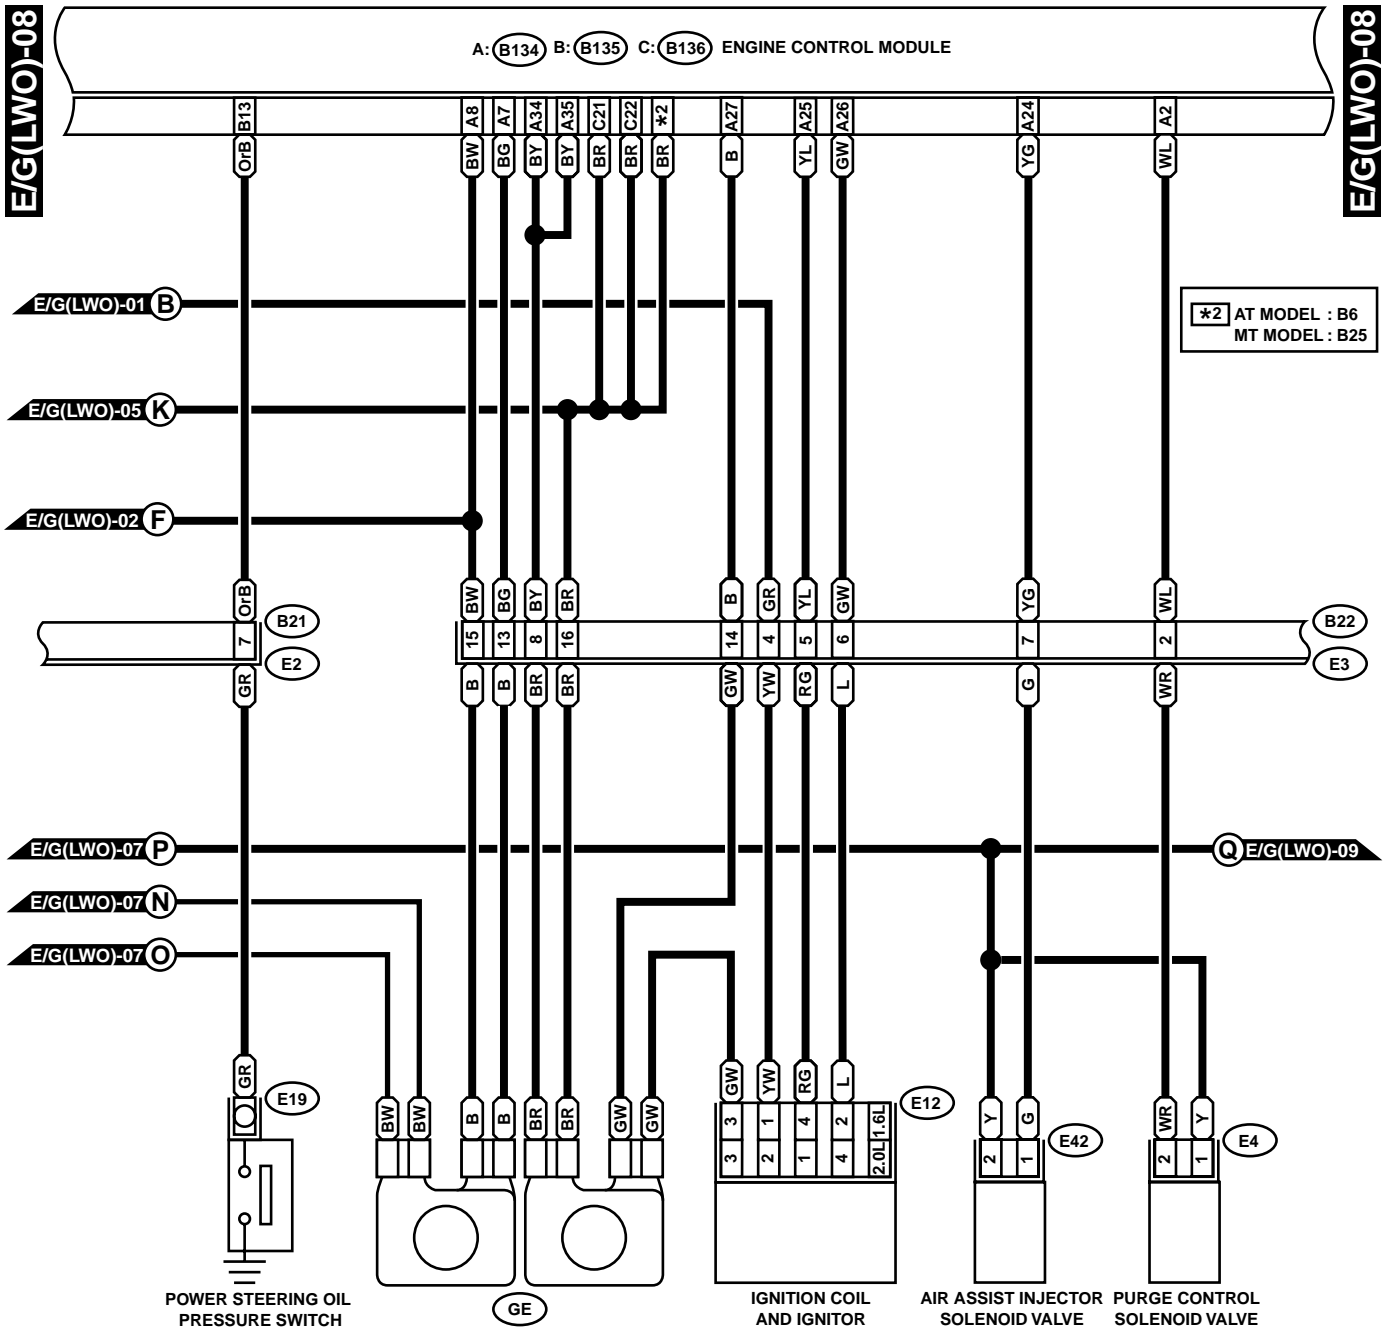 E/G(LWO)-08
A: B134 B: B135 C: B136 ENGINE CONTROL MODULE
E/G(LWO)-08
B13 A8 A7 A34 A35 C21 C22 *2 A27 A25 A26 A24 A2
OrB BW BG BY BY BR BR BR B YL GW YG WL
E/G(LWO)-01 B
*2 AT MODEL : B6
MT MODEL : B25
E/G(LWO)-05 K
E/G(LWO)-02 F
OrB BW BG BY BR B GR YL GW YG WL
B21 B22
7 15 13 8 16 14 4 5 6 7 2
E2 E3
GR B B BR BR GW YW RG L G WR
E/G(LWO)-07 P Q E/G(LWO)-09
E/G(LWO)-07 N
E/G(LWO)-07 O
GR GW YW RG L
E19 E12
BW BW B B BR BR GW GW Y G WR Y
3 1 4 2 1.6L
3 2 1 4 2.0L
2 1 E42 2 1 E4
POWER STEERING OIL
PRESSURE SWITCH
GE
IGNITION COIL
AND IGNITOR
AIR ASSIST INJECTOR
SOLENOID VALVE
PURGE CONTROL
SOLENOID VALVE